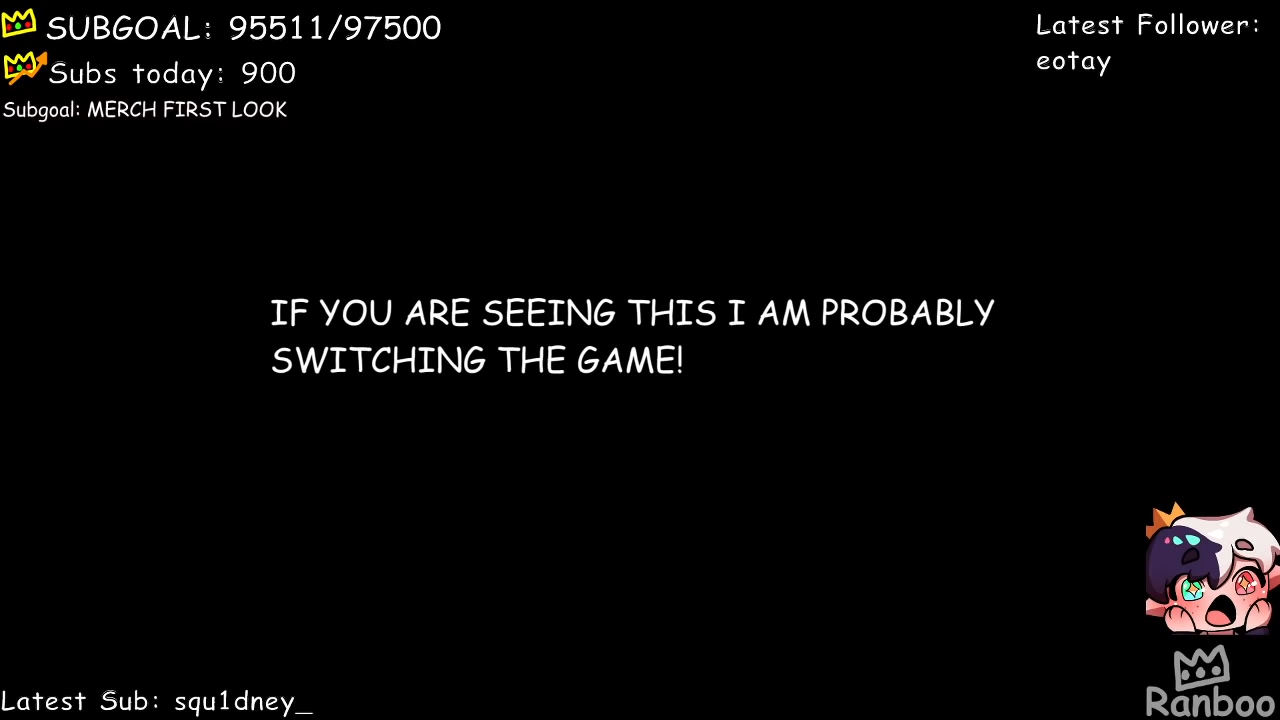 SUBGOAL: 95511/97500
Subs today: 900
Subgoal: MERCH FIRST LOOK
Latest Follower:
eotay
IF YOU ARE SEEING THIS I AM PROBABLY
SWITCHING THE GAME!
Latest Sub: squ1dney_
Ranboo